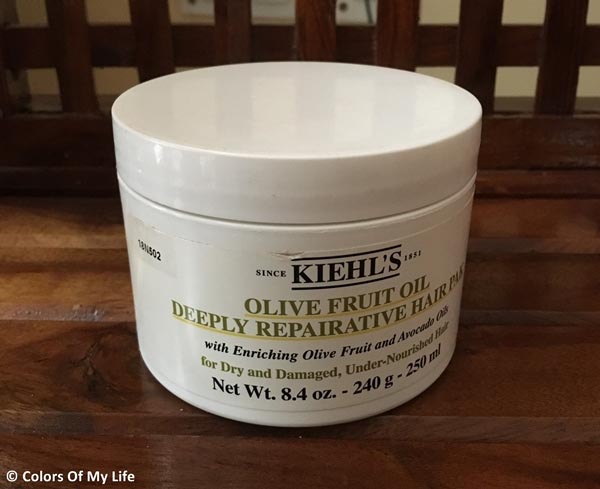 18N502
SINCE KIEHL'S 1851
OLIVE FRUIT OIL
DEEPLY REPAIRATIVE HAIR PAK
with Enriching Olive Fruit and Avocado Oils
for Dry and Damaged, Under-Nourished Hair
Net Wt. 8.4 oz. - 240 g - 250 ml
© Colors Of My Life